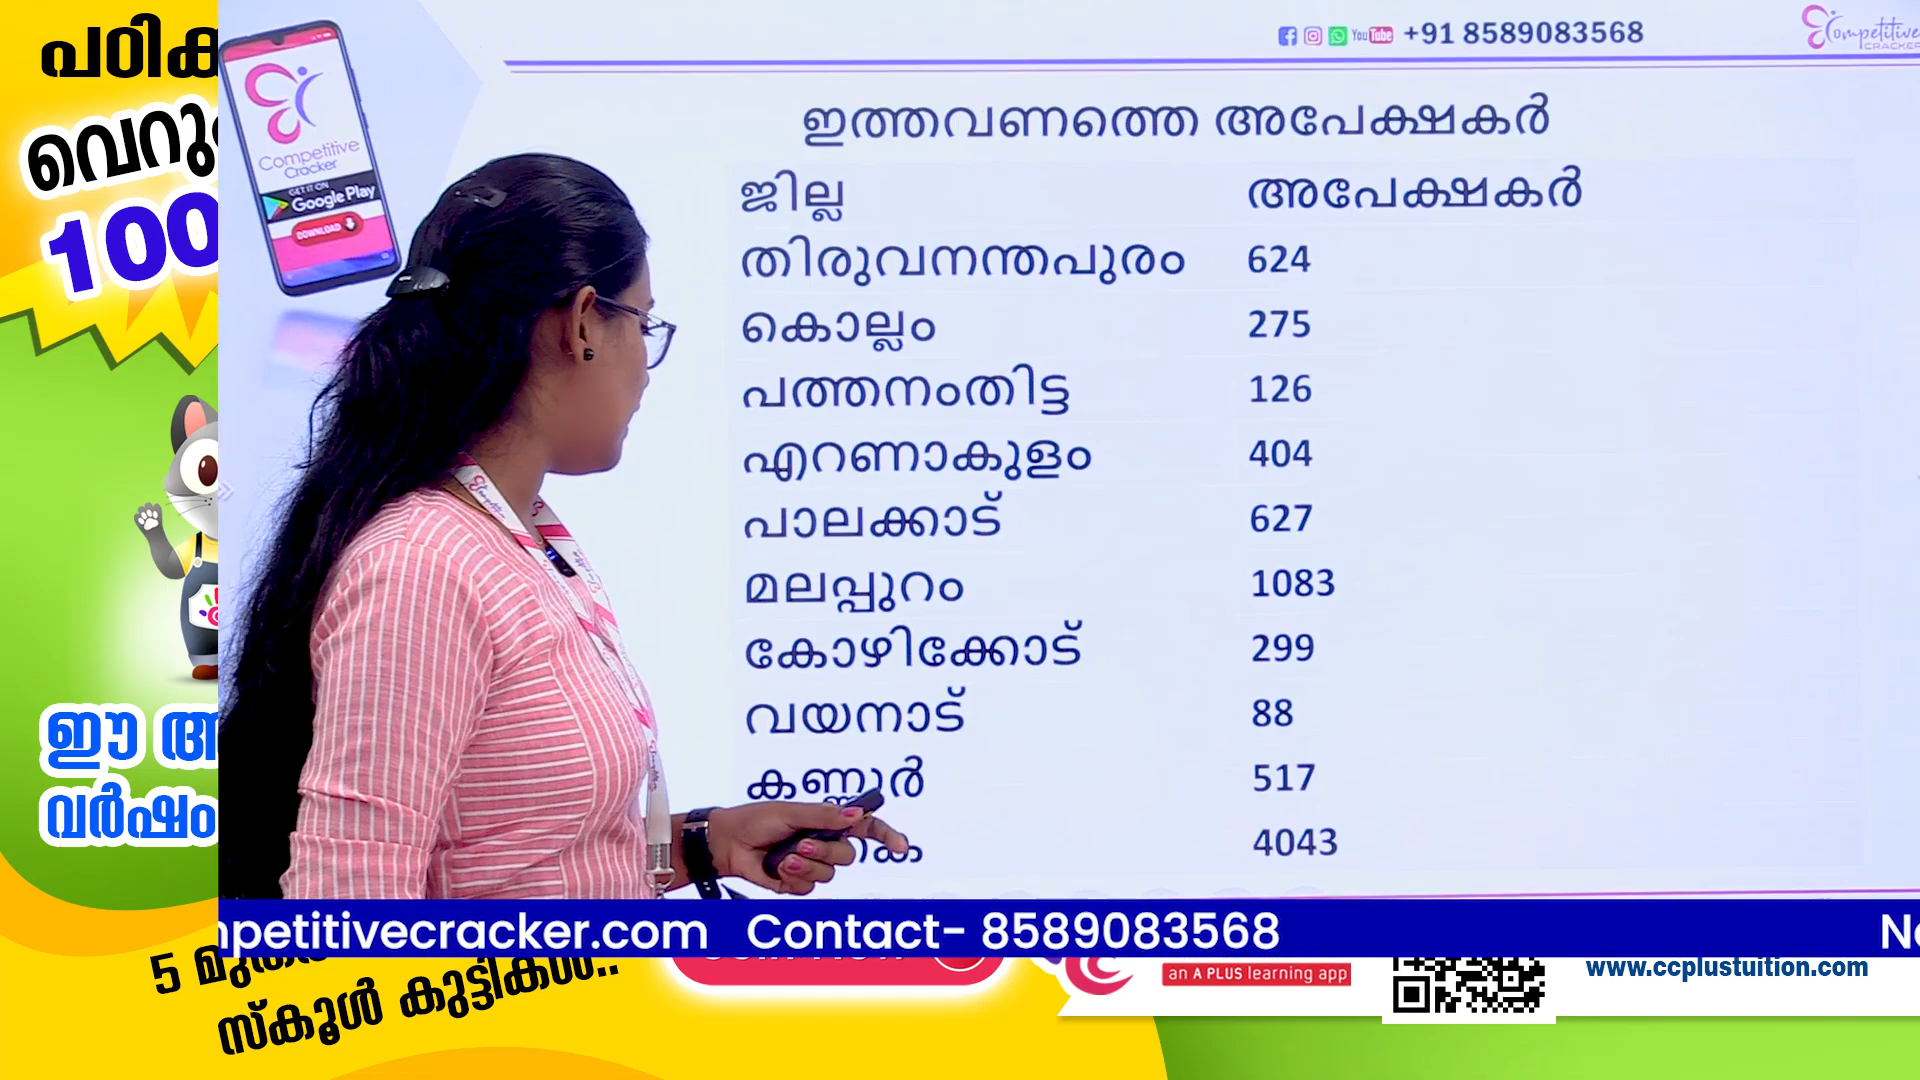 വെറും
100
+91 8589083568
Competitive
CRACKER
Competitive
Cracker
GET IT ON
Google Play
DOWNLOAD
ഇത്തവണത്തെ അപേക്ഷകർ
ജില്ല അപേക്ഷകർ
തിരുവനന്തപുരം 624
കൊല്ലം 275
പത്തനംതിട്ട 126
എറണാകുളം 404
പാലക്കാട് 627
മലപ്പുറം 1083
കോഴിക്കോട് 299
വയനാട് 88
കണ്ണൂർ 517
4043
ഈ
വർഷം
mpetitivecracker.com Contact- 8589083568
5
സ്കൂൾ കുട്ടികൾ..
an A PLUS learning app
www.ccplustuition.com